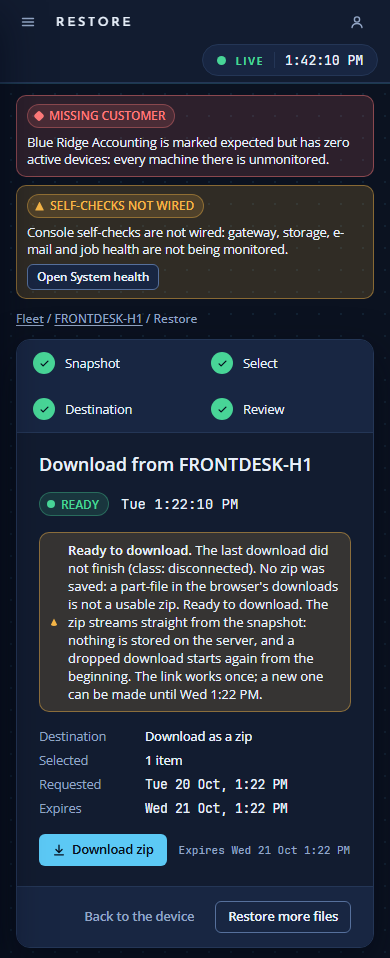 RESTORE
LIVE 1:42:10 PM
MISSING CUSTOMER
Blue Ridge Accounting is marked expected but has zero
active devices: every machine there is unmonitored.
SELF-CHECKS NOT WIRED
Console self-checks are not wired: gateway, storage, e-
mail and job health are not being monitored.
Open System health
Fleet / FRONTDESK-H1 / Restore
Snapshot
Select
Destination
Review
Download from FRONTDESK-H1
READY Tue 1:22:10 PM
Ready to download. The last download did
not finish (class: disconnected). No zip was
saved: a part-file in the browser's downloads
is not a usable zip. Ready to download. The
zip streams straight from the snapshot:
nothing is stored on the server, and a
dropped download starts again from the
beginning. The link works once; a new one
can be made until Wed 1:22 PM.
Destination Download as a zip
Selected 1 item
Requested Tue 20 Oct, 1:22 PM
Expires Wed 21 Oct, 1:22 PM
Download zip Expires Wed 21 Oct 1:22 PM
Back to the device Restore more files